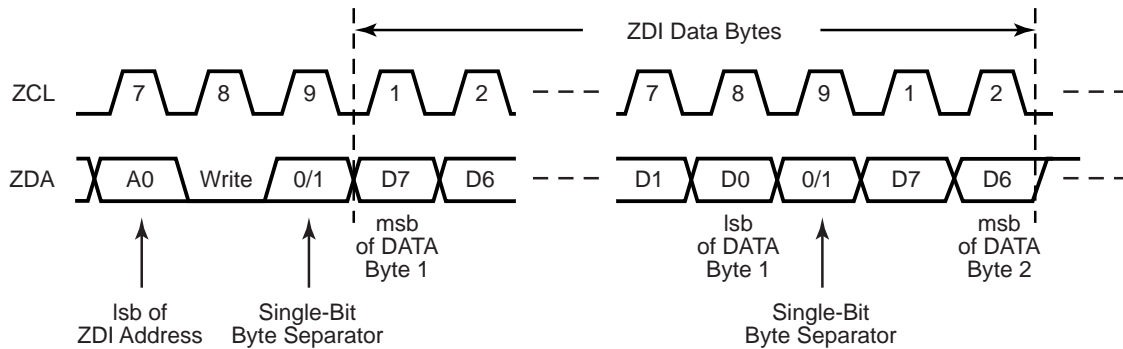 ZDI Data Bytes
ZCL 7 8 9 1 2 7 8 9 1 2
ZDA A0 Write 0/1 D7 D6 D1 D0 0/1 D7 D6
msb
of DATA
Byte 1
lsb
of DATA
Byte 1
msb
of DATA
Byte 2
lsb of
ZDI Address
Single-Bit
Byte Separator
Single-Bit
Byte Separator